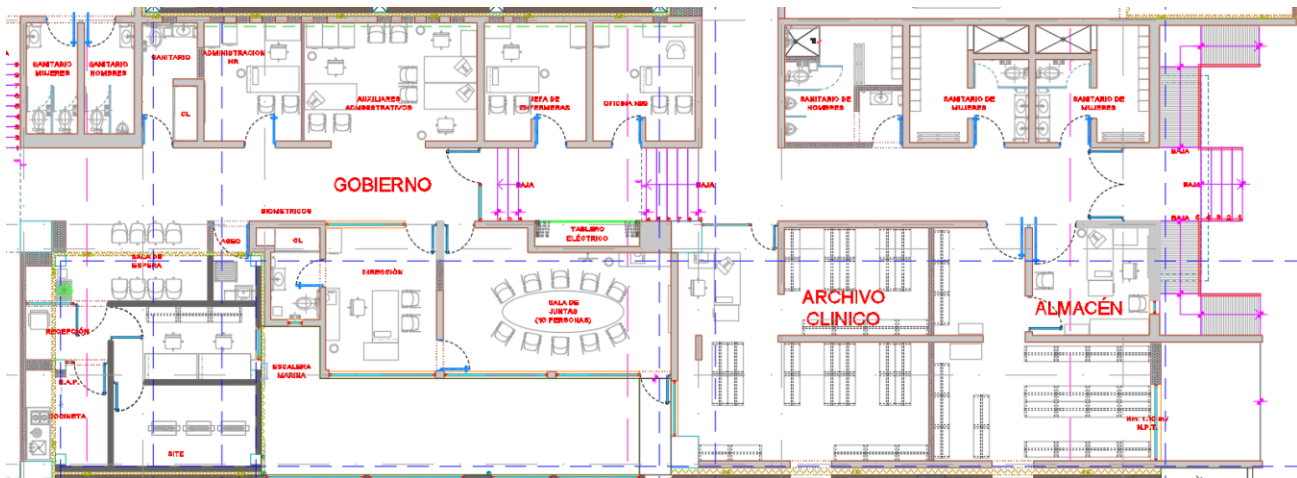 SANITARIO
MUJERES
SANITARIO
HOMBRES
SANITARIO
ADMINISTRACION
HR
CL
AUXILIARES
ADMINISTRATIVOS
JEFA DE
ENFERMERAS
SANITARIO DE
HOMBRES
SANITARIO DE
MUJERES
SANITARIO DE
MUJERES
GOBIERNO
BAJA
BAJA
BAJA
BAJA
BAJA
BIOMETRICOS
ASEO
CL
TABLERO
ELÉCTRICO
SALA DE
ESPERA
DIRECCIÓN
SALA DE
JUNTAS
(10 PERSONAS)
ARCHIVO
CLINICO
ALMACÉN
RECEPCIÓN
ESCALERA
MARINA
COCINETA
SITE
N.P.T.